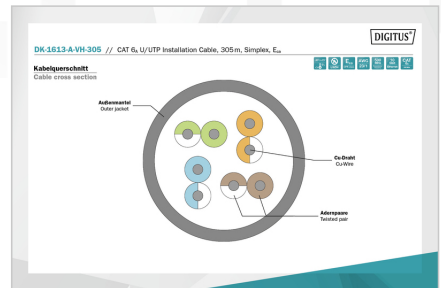 DIGITUS®
DK-1613-A-VH-305 // CAT 6A U/UTP Installation Cable, 305 m, Simplex, Eca
Kabelquerschnitt
Cable cross section
Außenmantel
Outer jacket
Cu-Draht
Cu-Wire
Adernpaare
Twisted pair